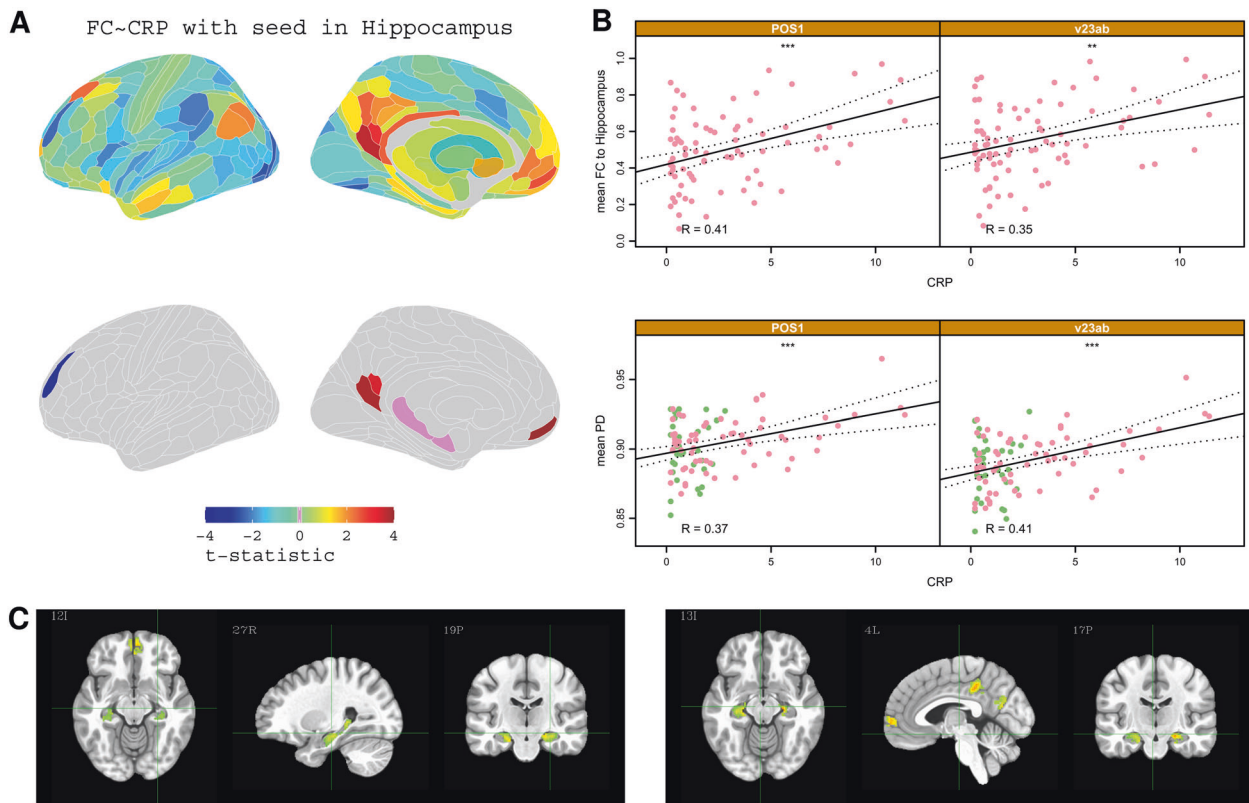 A
FC~CRP with seed in Hippocampus
-4 -2 0 2 4
t-statistic
B
POS1 v23ab
*** **
mean FC to Hippocampus
1.0
0.8
0.6
0.4
0.2
0.0
R = 0.41 R = 0.35
0 5 10 0 5 10
CRP
POS1 v23ab
*** ***
mean PD
0.95
0.90
0.85
R = 0.37 R = 0.41
0 5 10 0 5 10
CRP
C
12I 27R 19P 13I 4L 17P